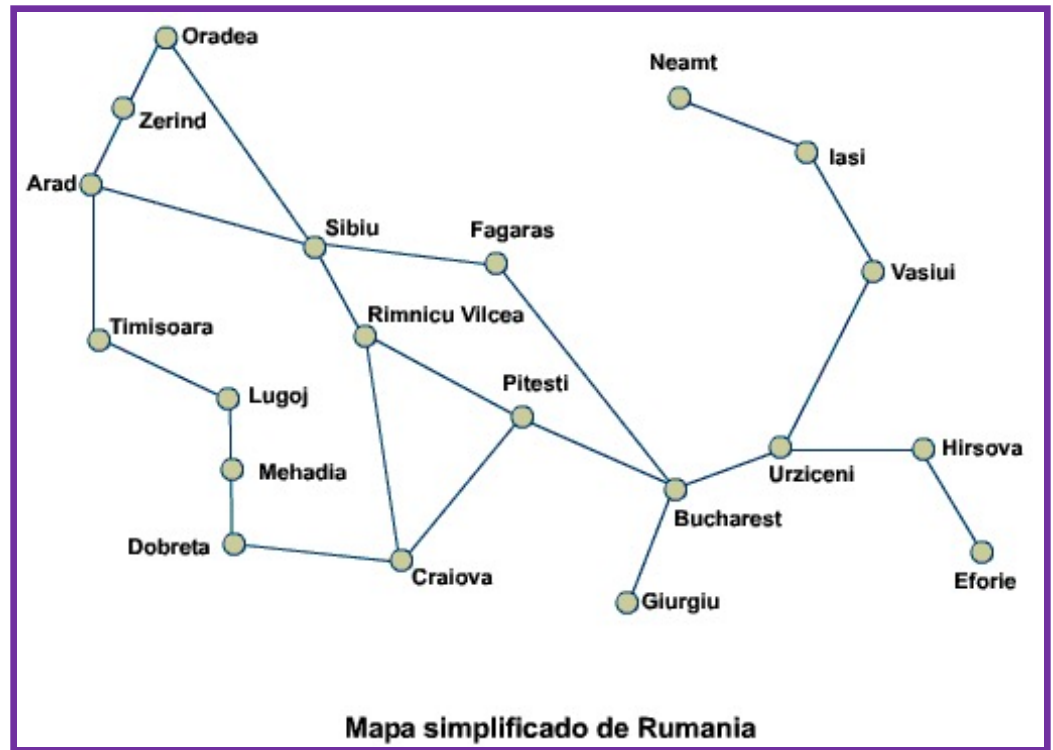 Oradea
Neamt
Zerind
Iasi
Arad
Sibiu
Fagaras
Vasiui
Rimnicu Vilcea
Timisoara
Pitesti
Lugoj
Hirsova
Mehadia
Urziceni
Bucharest
Dobreta
Craiova
Eforie
Giurgiu
Mapa simplificado de Rumania